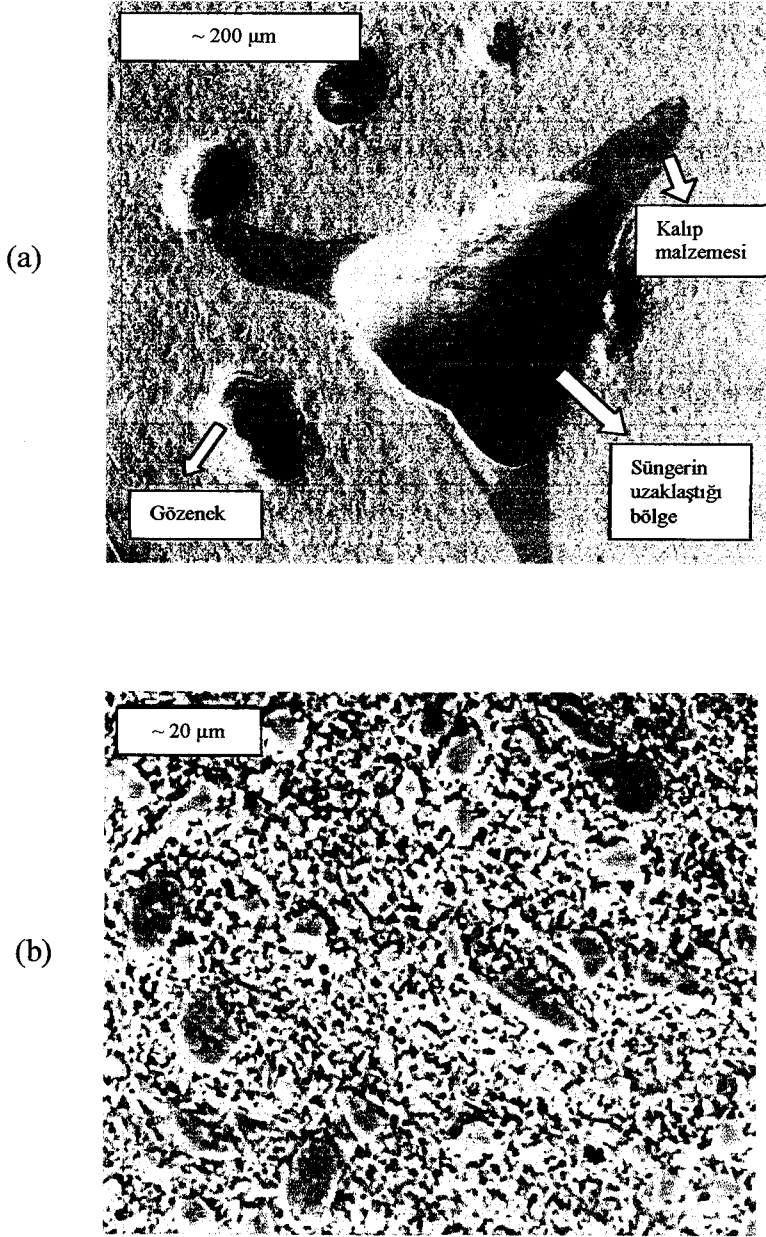 ~ 200 µm
(a)
Kalıp
malzemesi
Süngerin
uzaklaştığı
bölge
Gözenek
~ 20 µm
(b)